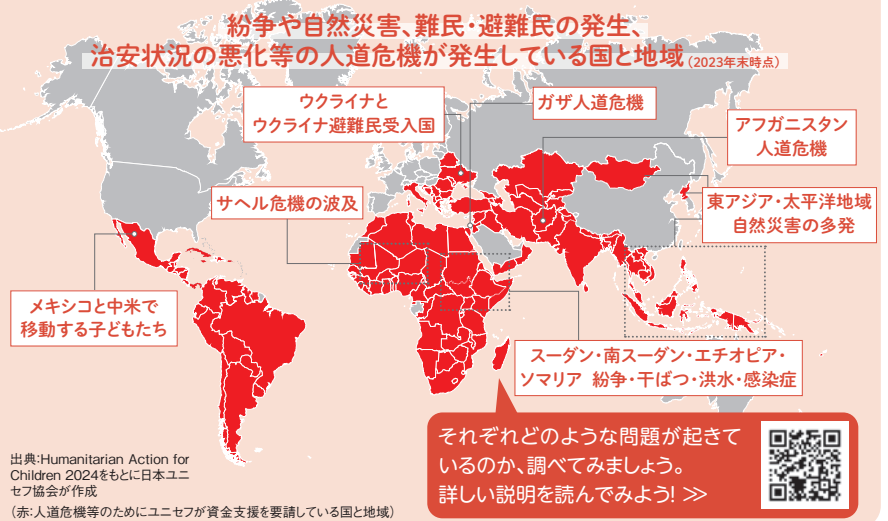 紛争や自然災害、難民・避難民の発生、
治安状況の悪化等の人道危機が発生している国と地域(2023年末時点)
ウクライナと
ウクライナ避難民受入国
ガザ人道危機
アフガニスタン
人道危機
サヘル危機の波及
東アジア・太平洋地域
自然災害の多発
メキシコと中米で
移動する子どもたち
スーダン・南スーダン・エチオピア・
ソマリア 紛争・干ばつ・洪水・感染症
それぞれどのような問題が起きて
いるのか、調べてみましょう。
詳しい説明を読んでみよう! ≫
出典:Humanitarian Action for
Children 2024をもとに日本ユニ
セフ協会が作成
(赤:人道危機等のためにユニセフが資金支援を要請している国と地域)